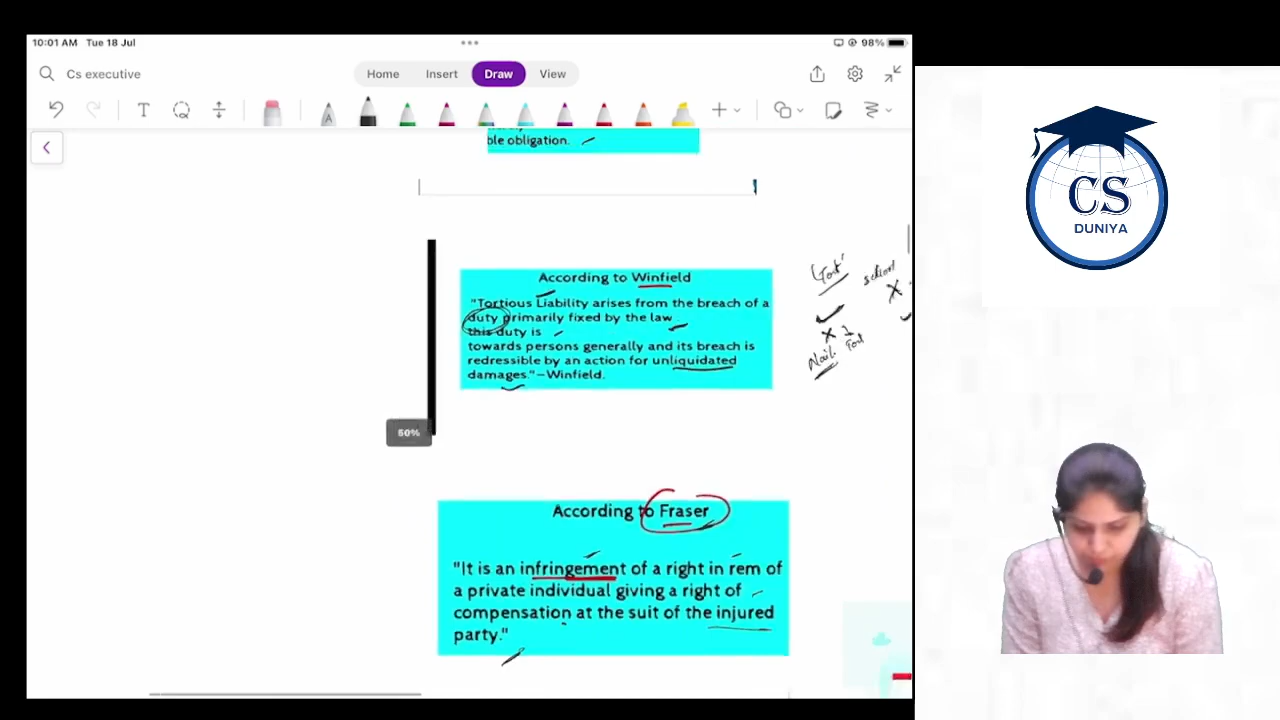 10:01 AM Tue 18 Jul
98%
Cs executive
Home Insert Draw View
T
A
ble obligation.
According to Winfield
"Tortious Liability arises from the breach of a
duty primarily fixed by the law
this duty is
towards persons generally and its breach is
redressible by an action for unliquidated
damages."–Winfield.
'Tort'
school
Nail.
Tort
50%
According to Fraser
"It is an infringement of a right in rem of
a private individual giving a right of
compensation at the suit of the injured
party."
CS
DUNIYA